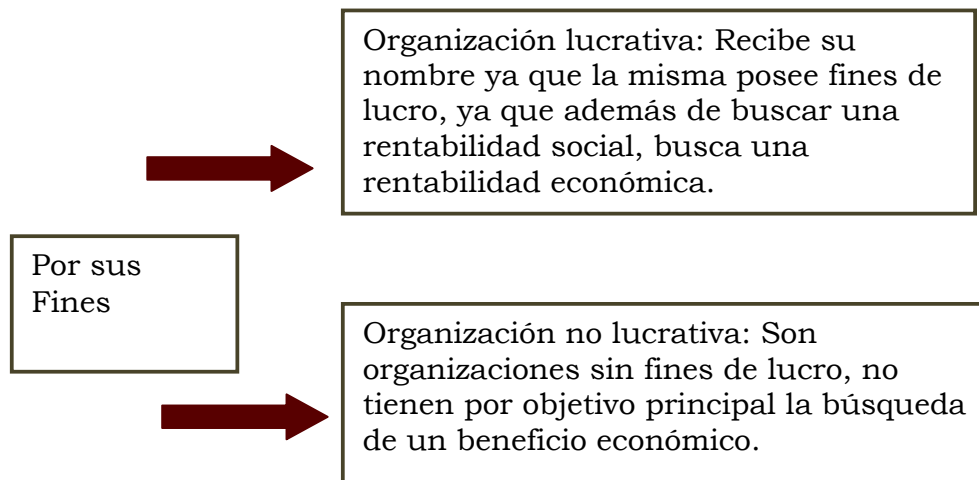 Organización lucrativa: Recibe su
nombre ya que la misma posee fines de
lucro, ya que además de buscar una
rentabilidad social, busca una
rentabilidad económica.
Por sus
Fines
Organización no lucrativa: Son
organizaciones sin fines de lucro, no
tienen por objetivo principal la búsqueda
de un beneficio económico.